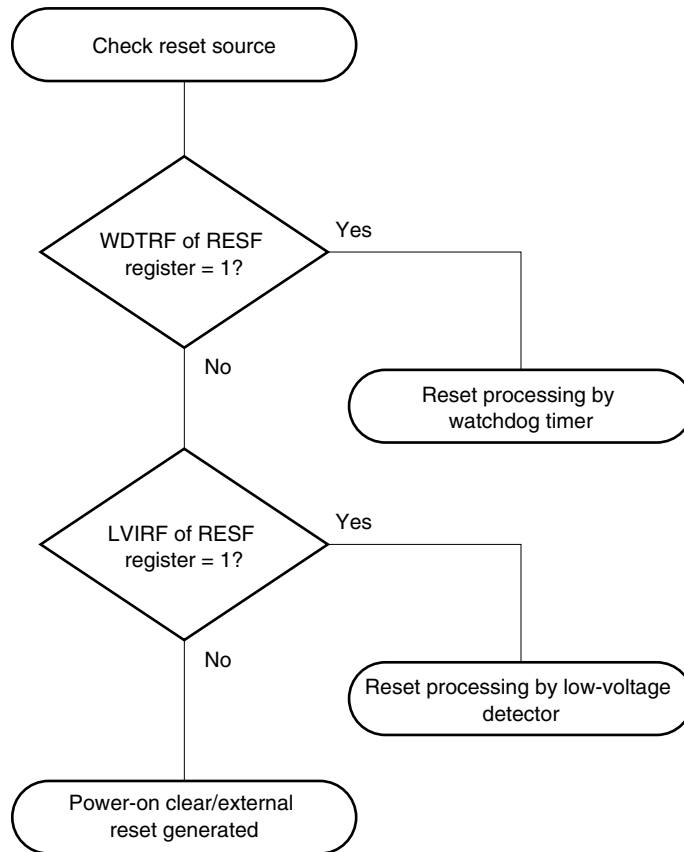 Check reset source
WDTRF of RESF
register = 1?
Yes
No
Reset processing by
watchdog timer
LVIRF of RESF
register = 1?
Yes
No
Reset processing by low-voltage
detector
Power-on clear/external
reset generated